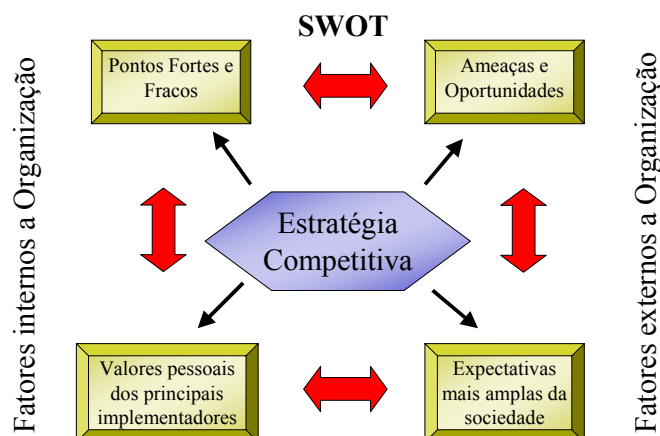 SWOT
Fatores internos a Organização
Pontos Fortes e
Fracos
Ameaças e
Oportunidades
Fatores externos a Organização
Estratégia
Competitiva
Valores pessoais
dos principais
implementadores
Expectativas
mais amplas da
sociedade